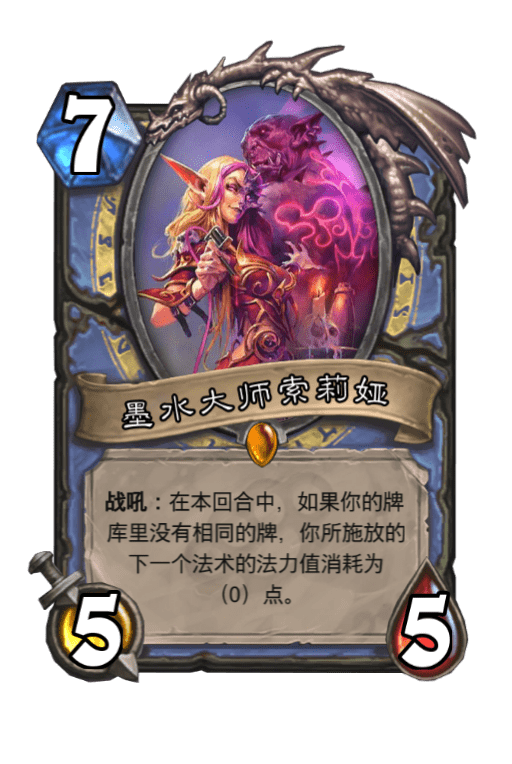 7
墨水大师索莉娅
战吼：在本回合中，如果你的牌
库里没有相同的牌，你所施放的
下一个法术的法力值消耗为
（0）点。
5
5